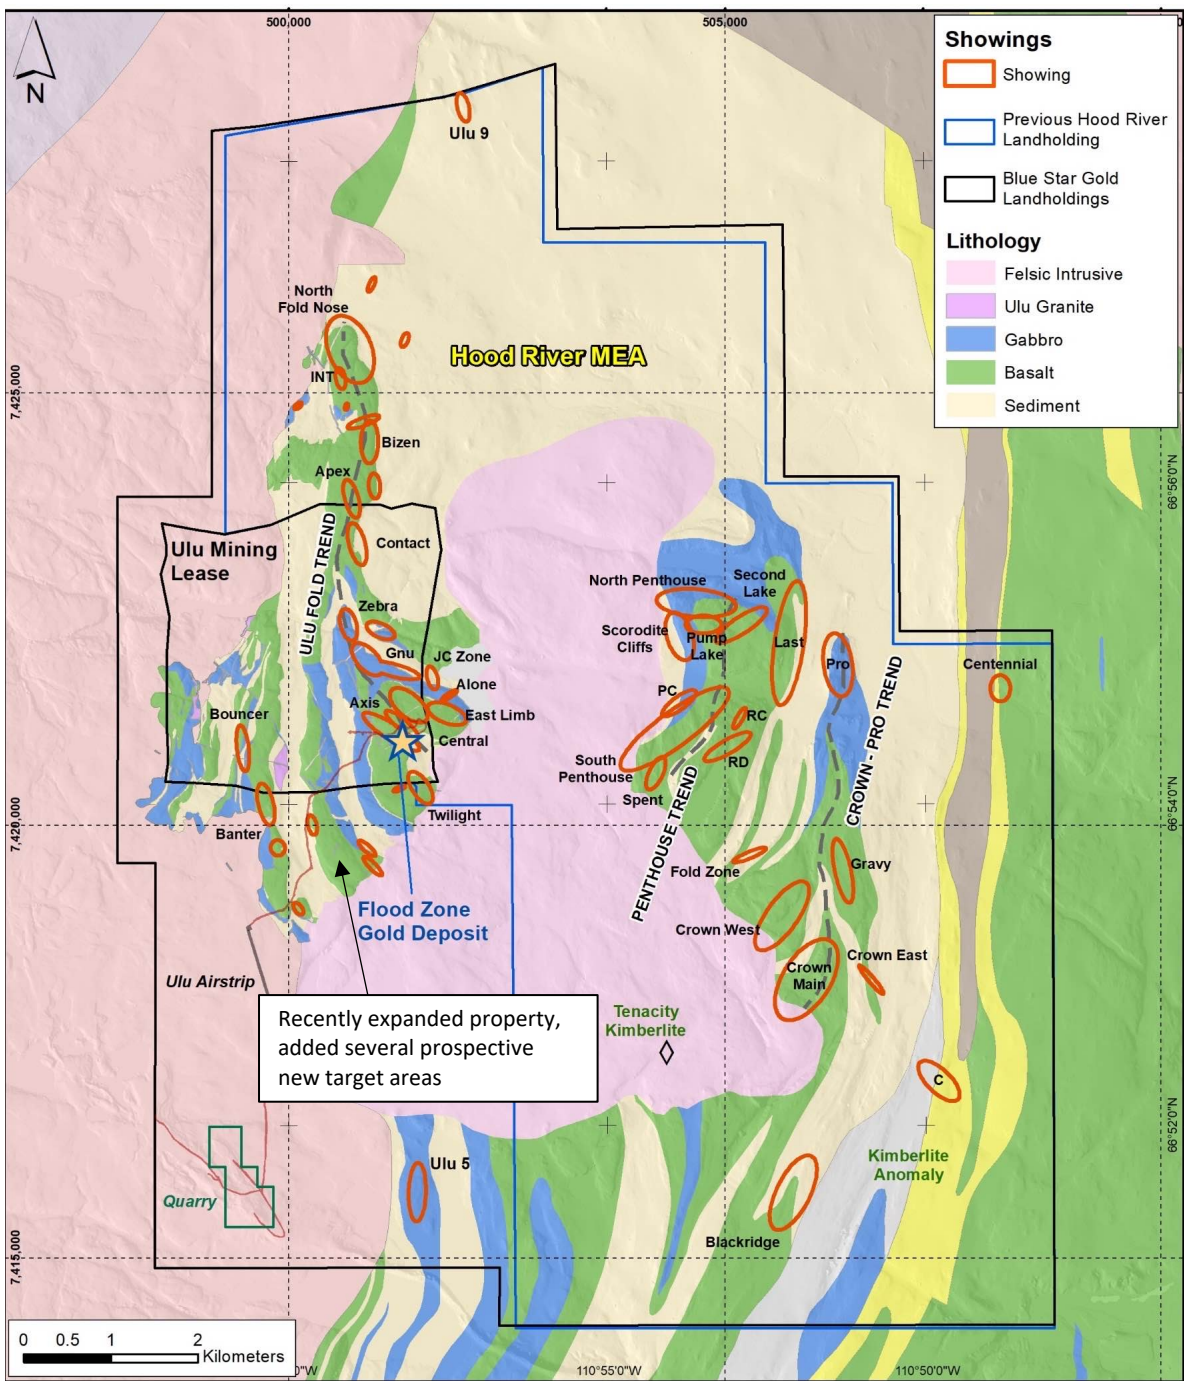 500,000
505,000
N
Showings
Showing
Previous Hood River
Landholding
Blue Star Gold
Landholdings
Lithology
Felsic Intrusive
Ulu Granite
Gabbro
Basalt
Sediment
Ulu 9
North
Fold Nose
Hood River MEA
INT
7,425,000
Bizen
Apex
66°56'0"N
Ulu Mining
Lease
ULU FOLD TREND
Contact
Zebra
Gnu
JC Zone
Alone
Axis
East Limb
Central
Bouncer
Banter
Twilight
North Penthouse
Second
Lake
Scorodite
Cliffs
Pump
Lake
Last
Pro
Centennial
PC
RC
RD
South
Penthouse
Spent
PENTHOUSE TREND
CROWN - PRO TREND
66°54'0"N
7,420,000
Fold Zone
Gravy
Flood Zone
Gold Deposit
Crown West
Crown East
Crown
Main
Ulu Airstrip
Recently expanded property,
added several prospective
new target areas
Tenacity
Kimberlite
C
66°52'0"N
Kimberlite
Anomaly
Ulu 5
Quarry
Blackridge
7,415,000
0 0.5 1 2
Kilometers
0"W
110°55'0"W
110°50'0"W